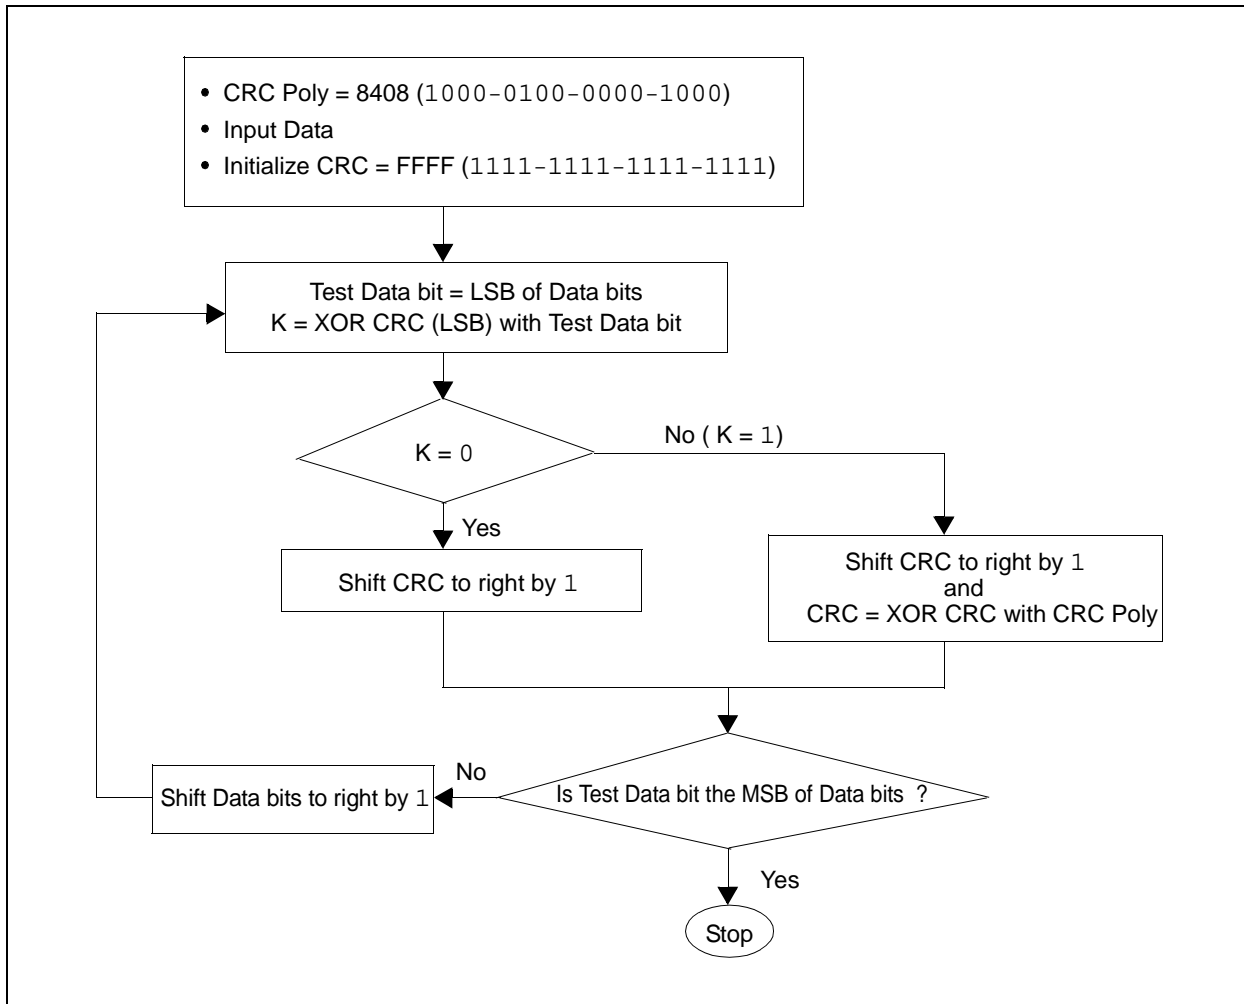 • CRC Poly = 8408 (1000-0100-0000-1000)
• Input Data
• Initialize CRC = FFFF (1111-1111-1111-1111)
Test Data bit = LSB of Data bits
K = XOR CRC (LSB) with Test Data bit
K = 0
No ( K = 1)
Yes
Shift CRC to right by 1
Shift CRC to right by 1
and
CRC = XOR CRC with CRC Poly
Is Test Data bit the MSB of Data bits ?
No
Shift Data bits to right by 1
Yes
Stop